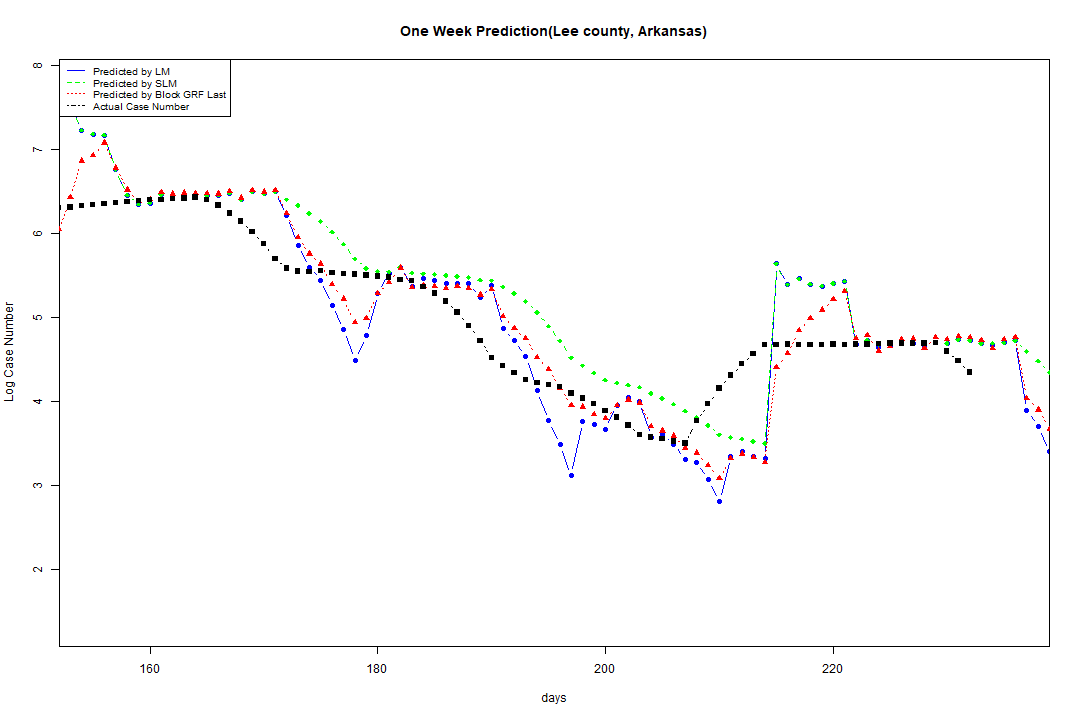 One Week Prediction(Lee county, Arkansas)
Predicted by LM
Predicted by SLM
Predicted by Block GRF Last
Actual Case Number
Log Case Number
8
7
6
5
4
3
2
160 180 200 220
days